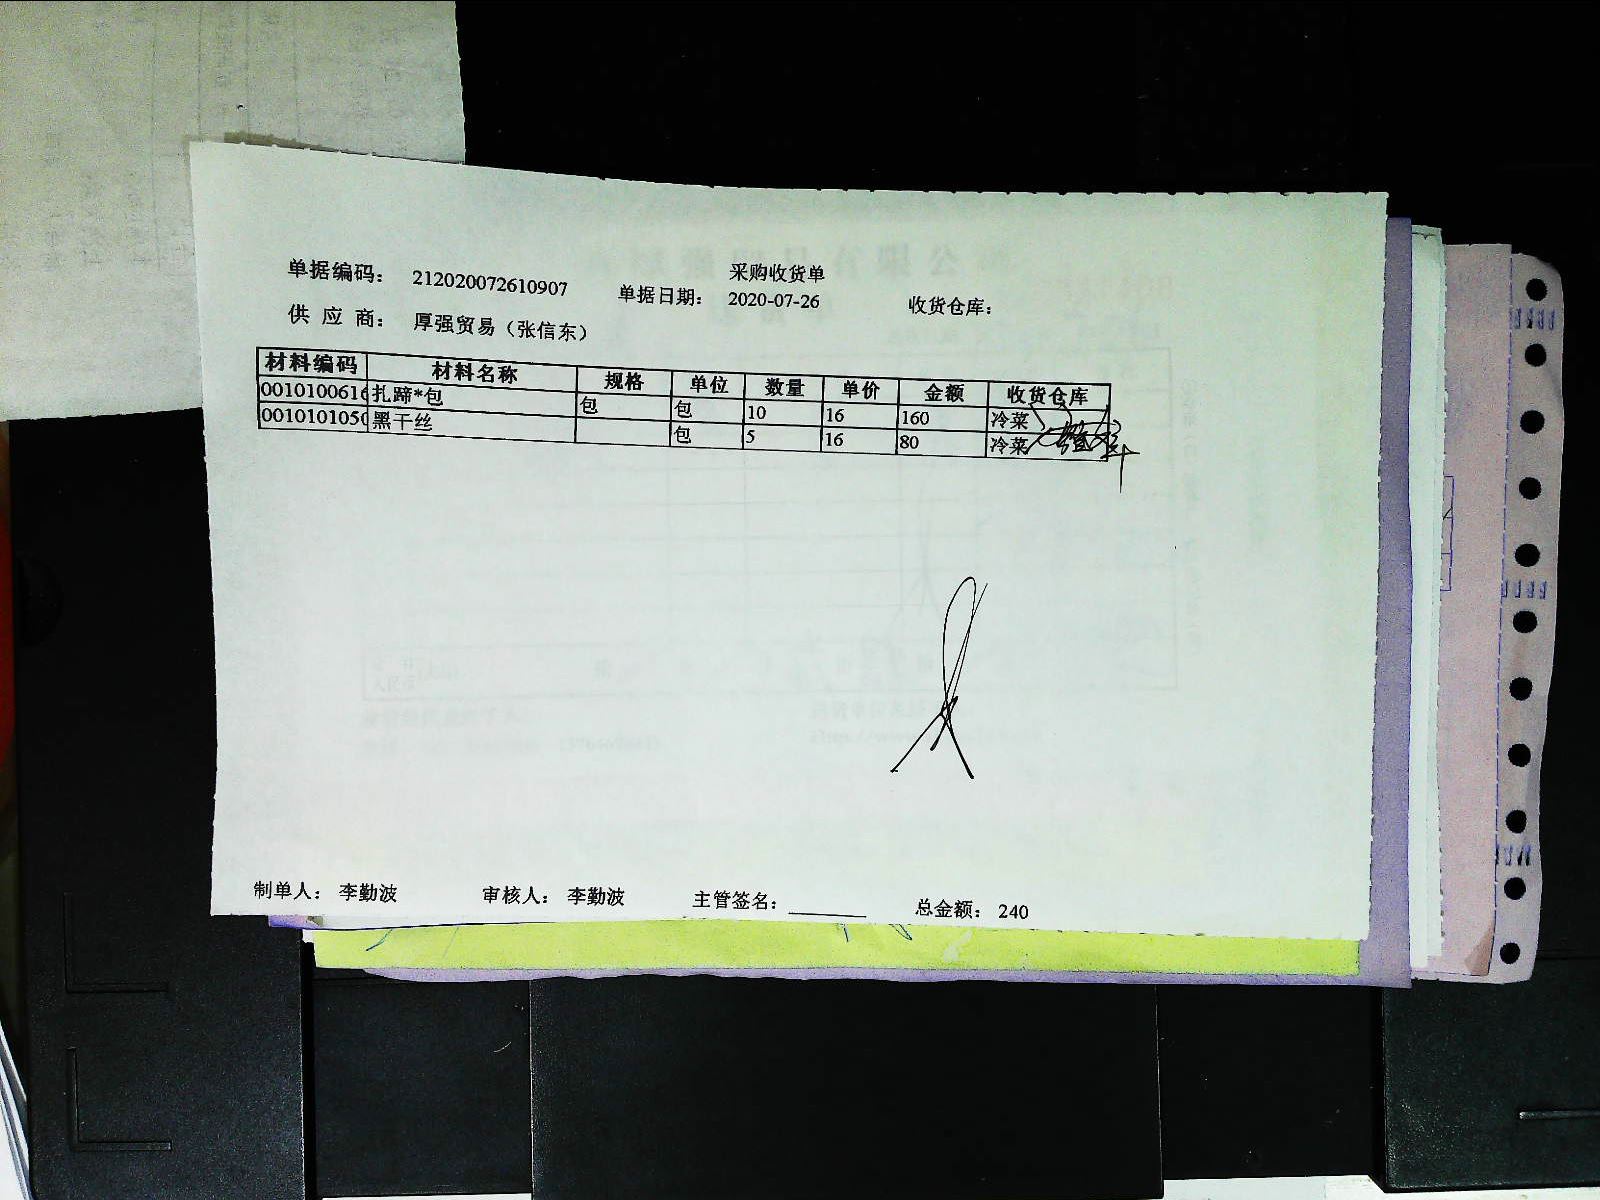 采购收货单
单据编码： 212020072610907 单据日期： 2020-07-26 收货仓库：
供 应 商： 厚强贸易（张信东）
材料编码 材料名称 规格 单位 数量 单价 金额 收货仓库
0010100616 扎蹄*包 包 包 10 16 160 冷菜
001010105 黑干丝 包 5 16 80 冷菜
制单人： 李勤波 审核人： 李勤波 主管签名： 总金额： 240